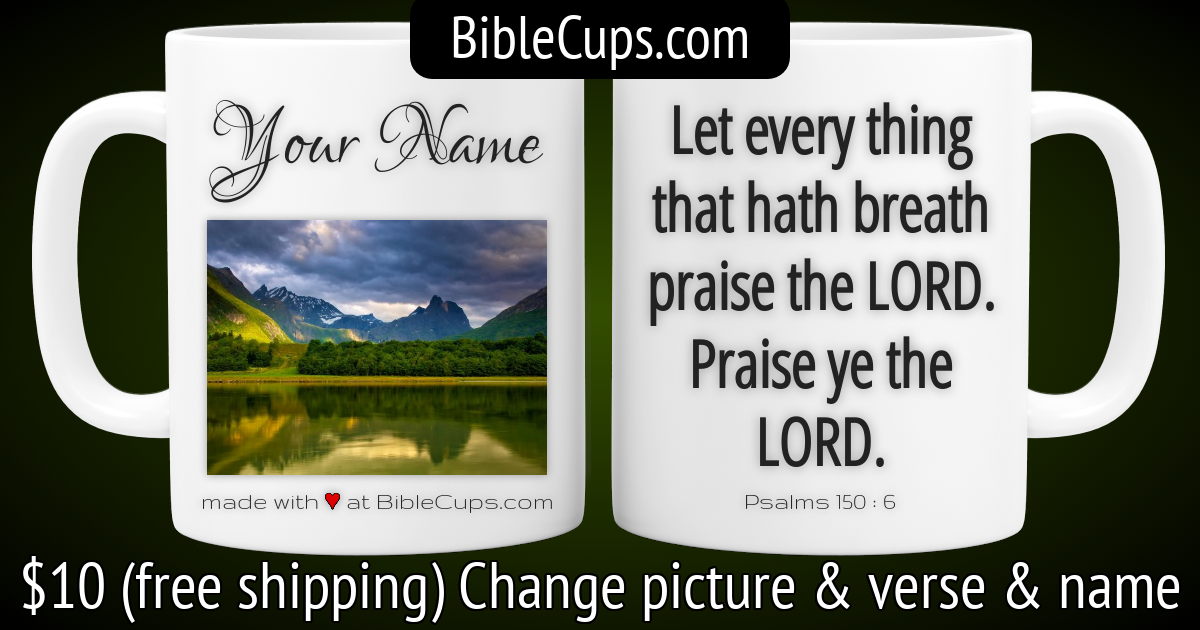 BibleCups.com
Your Name
made with ♥ at BibleCups.com
Let every thing
that hath breath
praise the LORD.
Praise ye the
LORD.
Psalms 150 : 6
$10 (free shipping) Change picture & verse & name